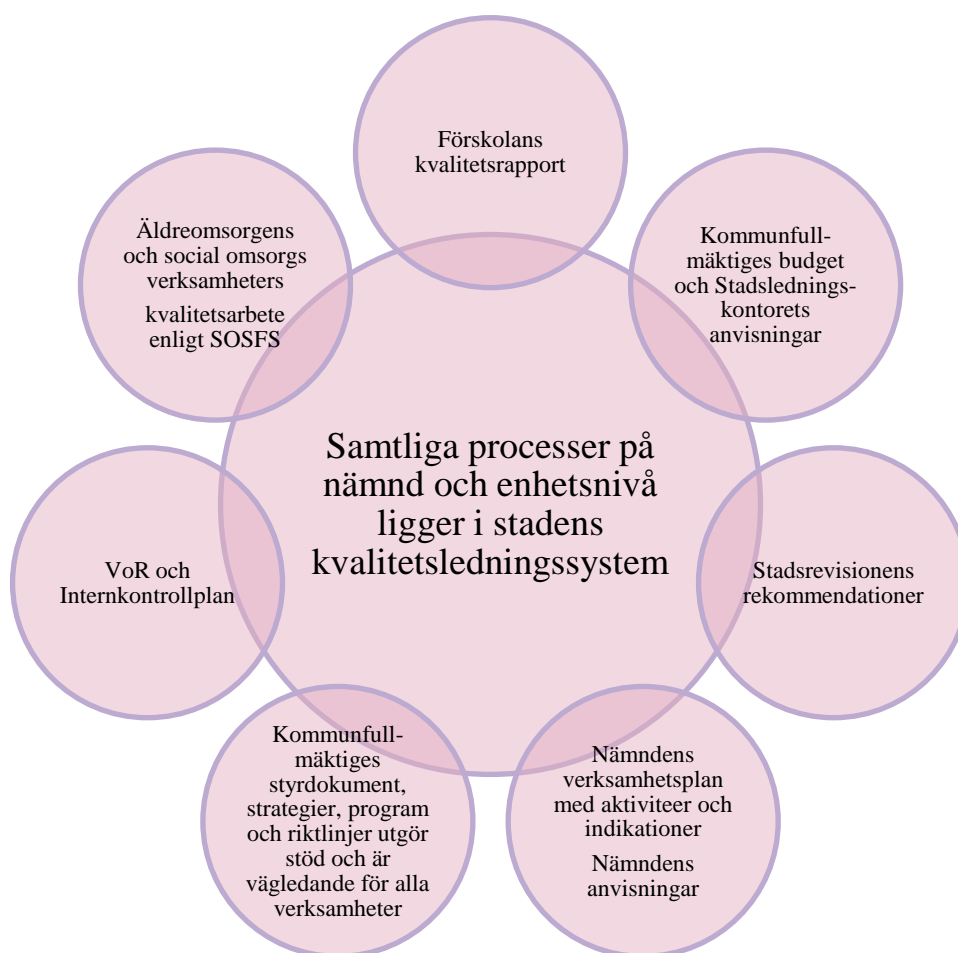 Förskolans
kvalitetsrapport
Kommunfull-
mäktiges budget
och Stadslednings-
kontorets
anvisningar
Stadsrevisionens
rekommendationer
Nämndens
verksamhetsplan
med aktiviteer och
indikationer
Nämndens
anvisningar
Kommunfull-
mäktiges
styrdokument,
strategier, program
och riktlinjer utgör
stöd och är
vägledande för alla
verksamheter
VoR och
Internkontrollplan
Äldreomsorgens
och social omsorgs
verksamheters
kvalitetsarbete
enligt SOSFS
Samtliga processer på
nämnd och enhetsnivå
ligger i stadens
kvalitetsledningssystem